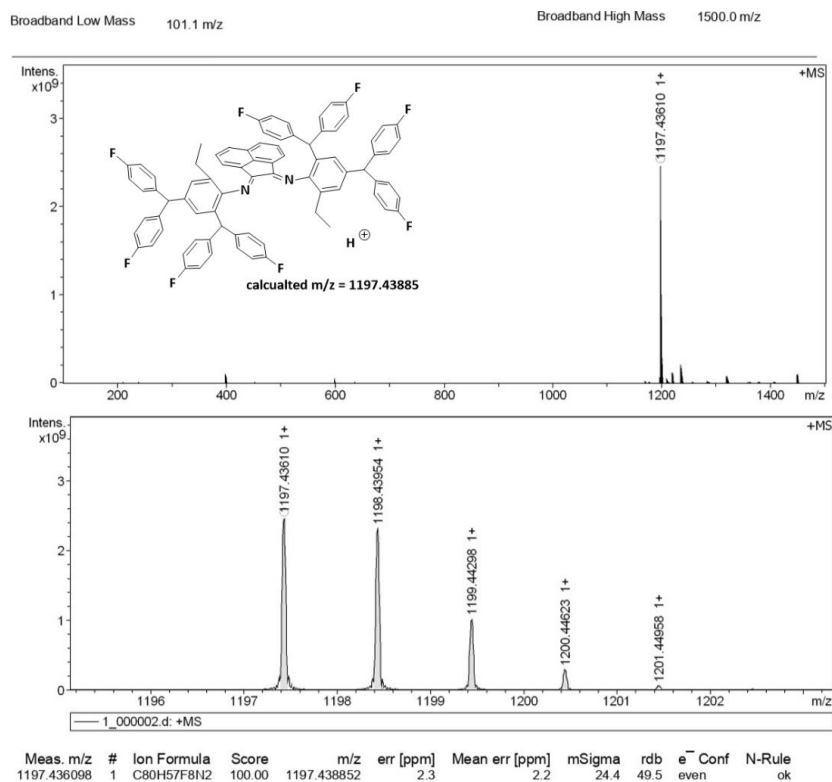 Broadband Low Mass 101.1 m/z Broadband High Mass 1500.0 m/z
Intens.
x10⁹
+MS
1197.43610 1+
3
2
1
0
200 400 600 800 1000 1200 1400 m/z
F
F
F
F
F
F
F
F
N
N
H ⊕
calcualted m/z = 1197.43885
Intens.
x10⁹
+MS
1197.43610 1+
1198.43954 1+
1199.44298 1+
1200.44623 1+
1201.44958 1+
3
2
1
0
1196 1197 1198 1199 1200 1201 1202 m/z
1_000002.d: +MS
Meas. m/z # Ion Formula Score m/z err [ppm] Mean err [ppm] mSigma rdb e⁻ Conf N-Rule
1197.436098 1 C80H57F8N2 100.00 1197.438852 2.3 2.2 24.4 49.5 even ok